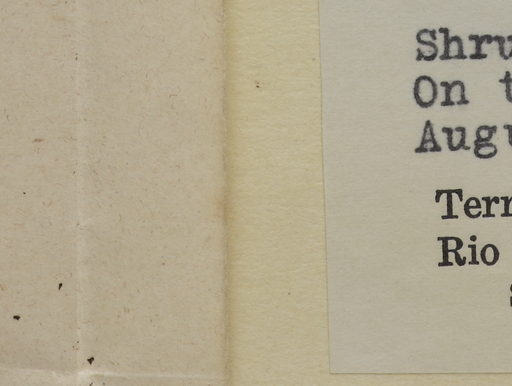 Shru
On t
Augu
Terr
Rio